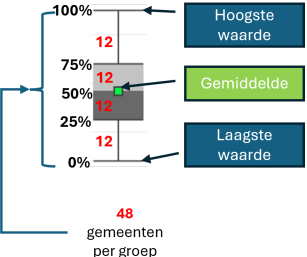 100%
Hoogste
waarde
12
75%
12
Gemiddelde
50%
12
25%
12
Laagste
waarde
0%
48
gemeenten
per groep